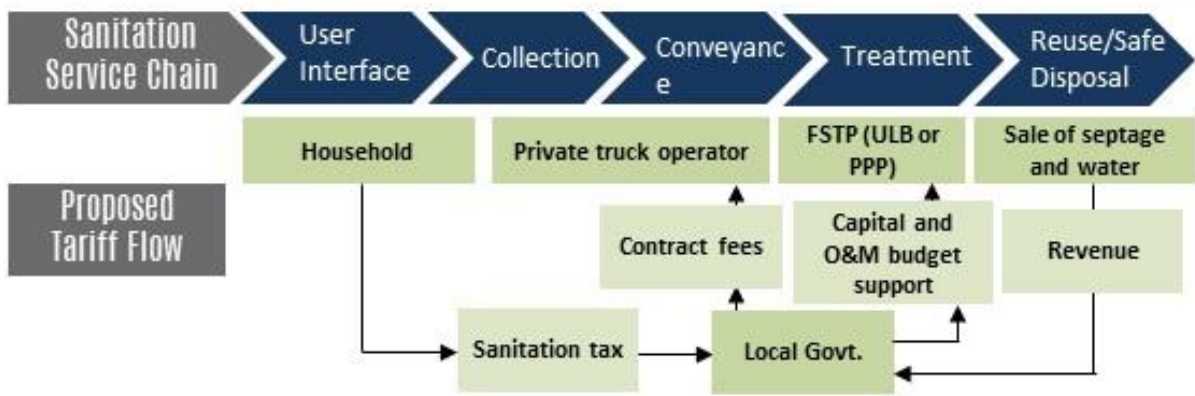 Sanitation
Service Chain
User
Interface
Collection
Conveyanc
e
Treatment
Reuse/Safe
Disposal
Household
Private truck operator
FSTP (ULB or
PPP)
Sale of septage
and water
Proposed
Tariff Flow
Contract fees
Capital and
O&M budget
support
Revenue
Sanitation tax
Local Govt.